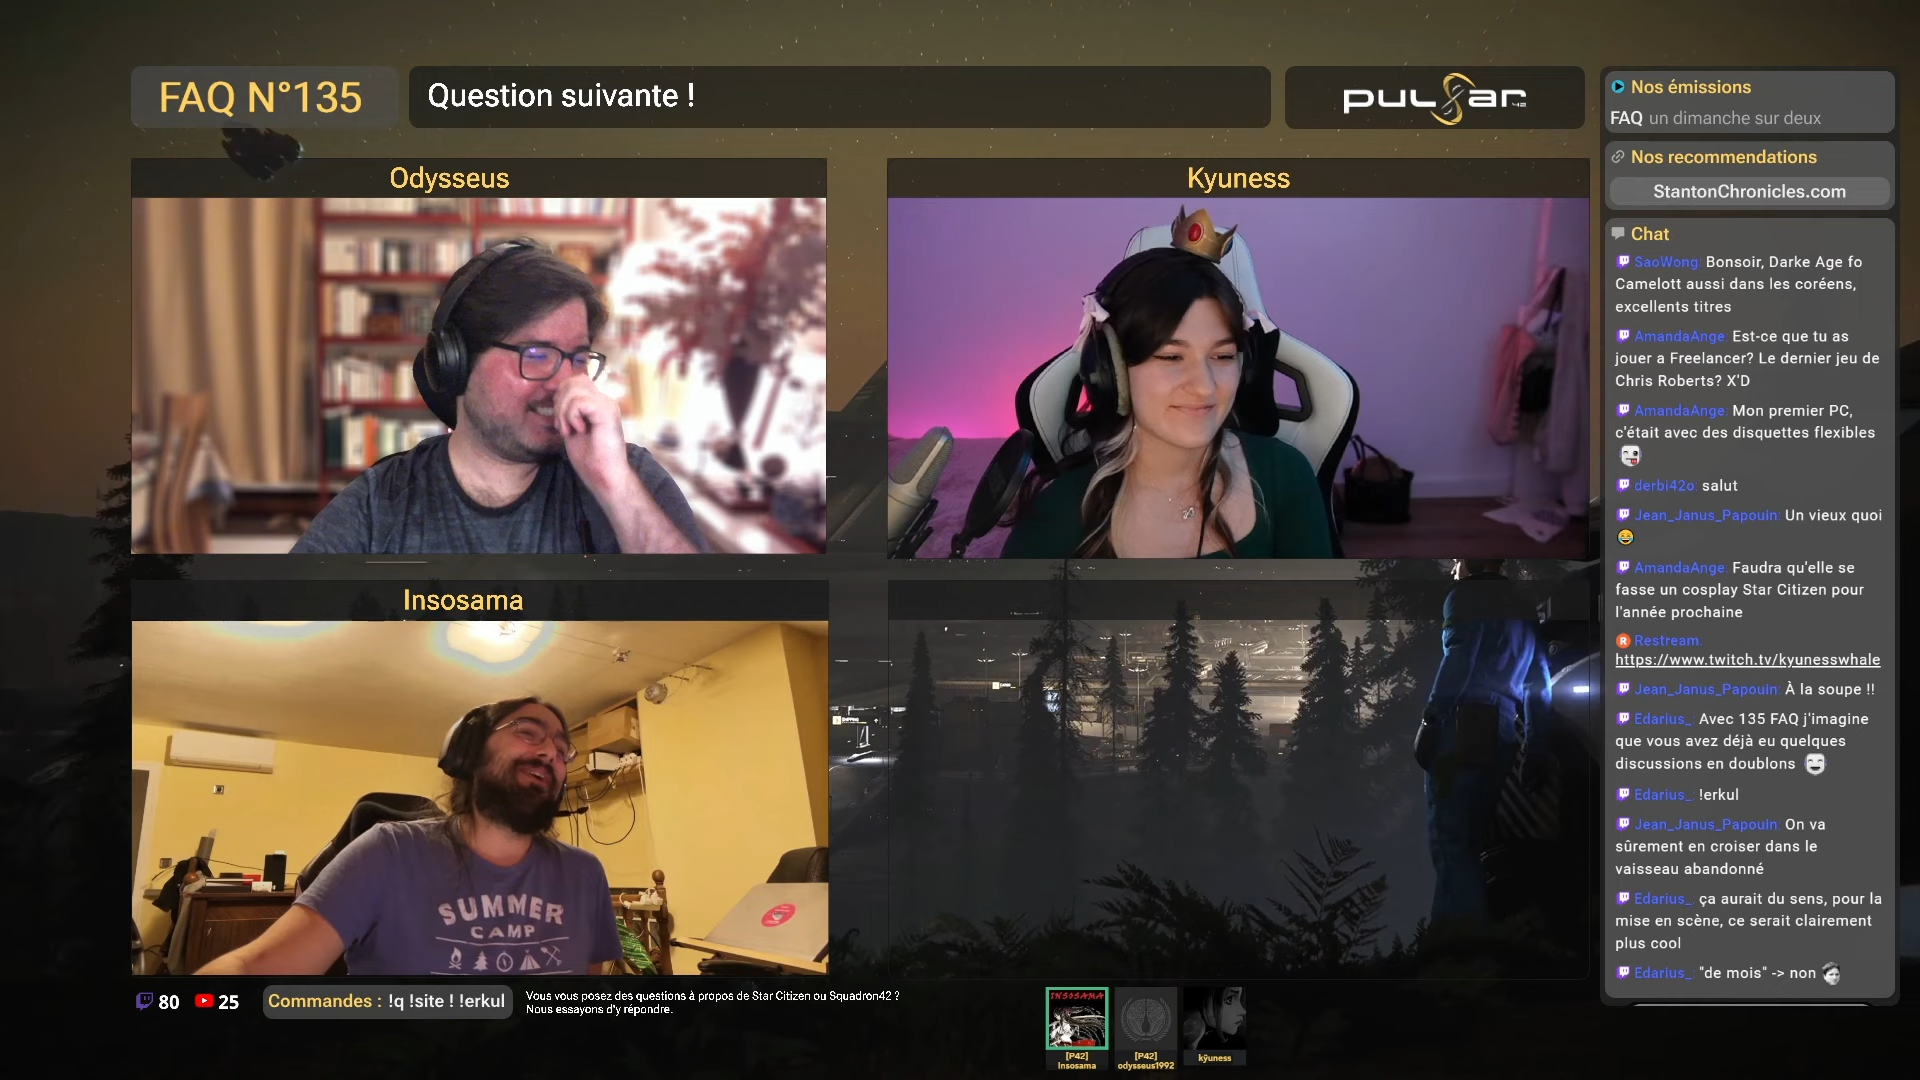 FAQ N°135
Question suivante !
pulsar 42
Odysseus
Kyuness
Insosama
SUMMER
CAMP
Nos émissions
FAQ un dimanche sur deux
Nos recommendations
StantonChronicles.com
Chat
SaoWong: Bonsoir, Darke Age fo
Camelott aussi dans les coréens,
excellents titres
AmandaAnge: Est-ce que tu as
jouer a Freelancer? Le dernier jeu de
Chris Roberts? X'D
AmandaAnge: Mon premier PC,
c'était avec des disquettes flexibles
derbi42o: salut
Jean_Janus_Papouin: Un vieux quoi
AmandaAnge: Faudra qu'elle se
fasse un cosplay Star Citizen pour
l'année prochaine
Restream:
https://www.twitch.tv/kyunesswhale
Jean_Janus_Papouin: À la soupe !!
Edarius_: Avec 135 FAQ j'imagine
que vous avez déjà eu quelques
discussions en doublons
Edarius_: !erkul
Jean_Janus_Papouin: On va
sûrement en croiser dans le
vaisseau abandonné
Edarius_: ça aurait du sens, pour la
mise en scène, ce serait clairement
plus cool
Edarius_: "de mois" -> non
80
25
Commandes : !q !site ! !erkul
Vous vous posez des questions à propos de Star Citizen ou Squadron42 ?
Nous essayons d'y répondre.
INSOSAMA
[P42]
Insosama
[P42]
odysseus1992
kÿuness